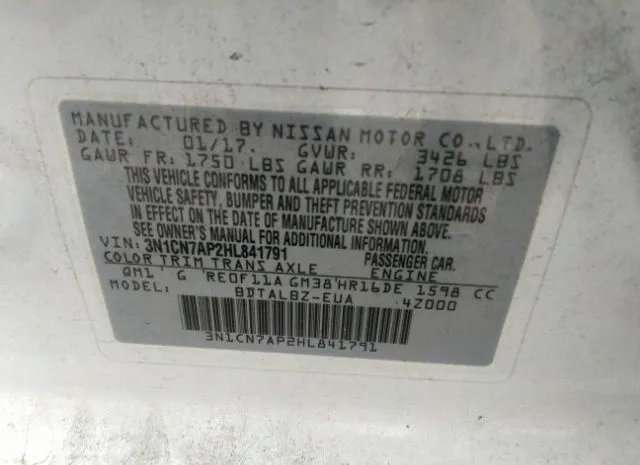 MANUFACTURED BY NISSAN MOTOR CO., LTD.
DATE: 01/17. GVWR: 3426 LBS
GAWR FR: 1750 LBS GAWR RR: 1708 LBS
THIS VEHICLE CONFORMS TO ALL APPLICABLE FEDERAL MOTOR
VEHICLE SAFETY, BUMPER AND THEFT PREVENTION STANDARDS
IN EFFECT ON THE DATE OF MANUFACTURE SHOWN ABOVE.
SEE OWNER'S MANUAL FOR ADDITIONAL INFORMATION.
VIN: 3N1CN7AP2HL841791 PASSENGER CAR.
COLOR TRIM TRANS AXLE ENGINE
QM1' G RE0F11A GM38'HR16DE 1598 CC
MODEL: BDTALBZ-EUA 4Z000
3N1CN7AP2HL841791